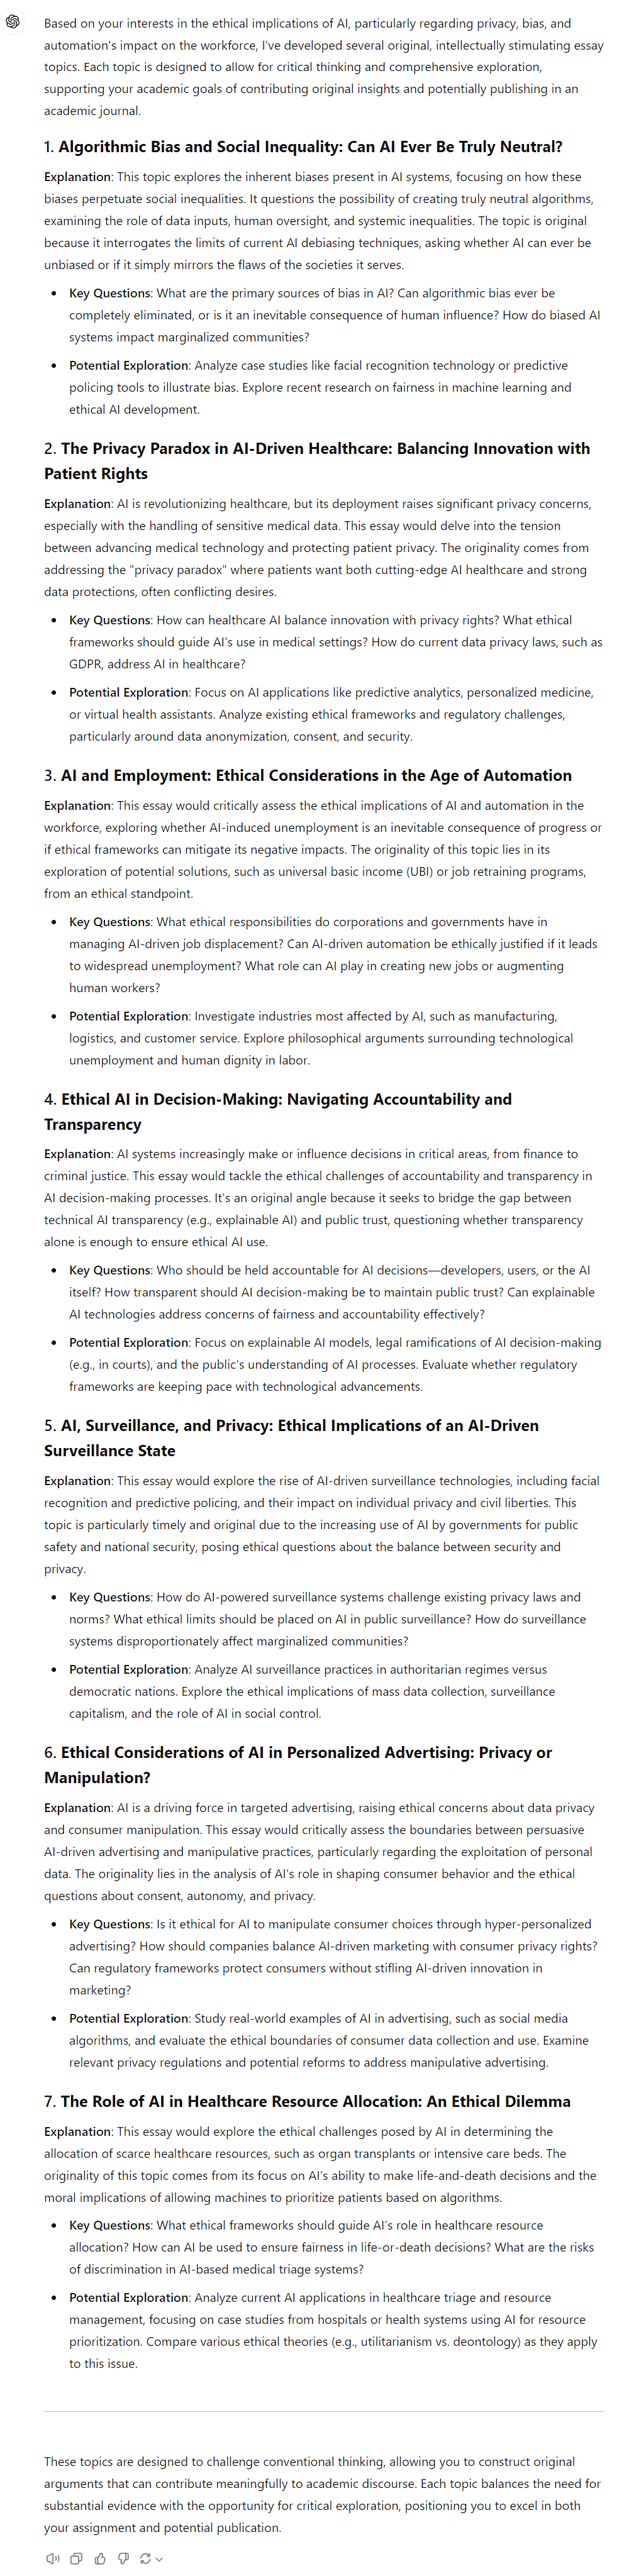 Based on your interests in the ethical implications of AI, particularly regarding privacy, bias, and
automation's impact on the workforce, I've developed several original, intellectually stimulating essay
topics. Each topic is designed to allow for critical thinking and comprehensive exploration,
supporting your academic goals of contributing original insights and potentially publishing in an
academic journal.
1. Algorithmic Bias and Social Inequality: Can AI Ever Be Truly Neutral?
Explanation: This topic explores the inherent biases present in AI systems, focusing on how these
biases perpetuate social inequalities. It questions the possibility of creating truly neutral algorithms,
examining the role of data inputs, human oversight, and systemic inequalities. The topic is original
because it interrogates the limits of current AI debiasing techniques, asking whether AI can ever be
unbiased or if it simply mirrors the flaws of the societies it serves.
• Key Questions: What are the primary sources of bias in AI? Can algorithmic bias ever be
completely eliminated, or is it an inevitable consequence of human influence? How do biased AI
systems impact marginalized communities?
• Potential Exploration: Analyze case studies like facial recognition technology or predictive
policing tools to illustrate bias. Explore recent research on fairness in machine learning and
ethical AI development.
2. The Privacy Paradox in AI-Driven Healthcare: Balancing Innovation with
Patient Rights
Explanation: AI is revolutionizing healthcare, but its deployment raises significant privacy concerns,
especially with the handling of sensitive medical data. This essay would delve into the tension
between advancing medical technology and protecting patient privacy. The originality comes from
addressing the "privacy paradox" where patients want both cutting-edge AI healthcare and strong
data protections, often conflicting desires.
• Key Questions: How can healthcare AI balance innovation with privacy rights? What ethical
frameworks should guide AI's use in medical settings? How do current data privacy laws, such as
GDPR, address AI in healthcare?
• Potential Exploration: Focus on AI applications like predictive analytics, personalized medicine,
or virtual health assistants. Analyze existing ethical frameworks and regulatory challenges,
particularly around data anonymization, consent, and security.
3. AI and Employment: Ethical Considerations in the Age of Automation
Explanation: This essay would critically assess the ethical implications of AI and automation in the
workforce, exploring whether AI-induced unemployment is an inevitable consequence of progress or
if ethical frameworks can mitigate its negative impacts. The originality of this topic lies in its
exploration of potential solutions, such as universal basic income (UBI) or job retraining programs,
from an ethical standpoint.
• Key Questions: What ethical responsibilities do corporations and governments have in
managing AI-driven job displacement? Can AI-driven automation be ethically justified if it leads
to widespread unemployment? What role can AI play in creating new jobs or augmenting
human workers?
• Potential Exploration: Investigate industries most affected by AI, such as manufacturing,
logistics, and customer service. Explore philosophical arguments surrounding technological
unemployment and human dignity in labor.
4. Ethical AI in Decision-Making: Navigating Accountability and
Transparency
Explanation: AI systems increasingly make or influence decisions in critical areas, from finance to
criminal justice. This essay would tackle the ethical challenges of accountability and transparency in
AI decision-making processes. It's an original angle because it seeks to bridge the gap between
technical AI transparency (e.g., explainable AI) and public trust, questioning whether transparency
alone is enough to ensure ethical AI use.
• Key Questions: Who should be held accountable for AI decisions—developers, users, or the AI
itself? How transparent should AI decision-making be to maintain public trust? Can explainable
AI technologies address concerns of fairness and accountability effectively?
• Potential Exploration: Focus on explainable AI models, legal ramifications of AI decision-making
(e.g., in courts), and the public's understanding of AI processes. Evaluate whether regulatory
frameworks are keeping pace with technological advancements.
5. AI, Surveillance, and Privacy: Ethical Implications of an AI-Driven
Surveillance State
Explanation: This essay would explore the rise of AI-driven surveillance technologies, including facial
recognition and predictive policing, and their impact on individual privacy and civil liberties. This
topic is particularly timely and original due to the increasing use of AI by governments for public
safety and national security, posing ethical questions about the balance between security and
privacy.
• Key Questions: How do AI-powered surveillance systems challenge existing privacy laws and
norms? What ethical limits should be placed on AI in public surveillance? How do surveillance
systems disproportionately affect marginalized communities?
• Potential Exploration: Analyze AI surveillance practices in authoritarian regimes versus
democratic nations. Explore the ethical implications of mass data collection, surveillance
capitalism, and the role of AI in social control.
6. Ethical Considerations of AI in Personalized Advertising: Privacy or
Manipulation?
Explanation: AI is a driving force in targeted advertising, raising ethical concerns about data privacy
and consumer manipulation. This essay would critically assess the boundaries between persuasive
AI-driven advertising and manipulative practices, particularly regarding the exploitation of personal
data. The originality lies in the analysis of AI's role in shaping consumer behavior and the ethical
questions about consent, autonomy, and privacy.
• Key Questions: Is it ethical for AI to manipulate consumer choices through hyper-personalized
advertising? How should companies balance AI-driven marketing with consumer privacy rights?
Can regulatory frameworks protect consumers without stifling AI-driven innovation in
marketing?
• Potential Exploration: Study real-world examples of AI in advertising, such as social media
algorithms, and evaluate the ethical boundaries of consumer data collection and use. Examine
relevant privacy regulations and potential reforms to address manipulative advertising.
7. The Role of AI in Healthcare Resource Allocation: An Ethical Dilemma
Explanation: This essay would explore the ethical challenges posed by AI in determining the
allocation of scarce healthcare resources, such as organ transplants or intensive care beds. The
originality of this topic comes from its focus on AI's ability to make life-and-death decisions and the
moral implications of allowing machines to prioritize patients based on algorithms.
• Key Questions: What ethical frameworks should guide AI's role in healthcare resource
allocation? How can AI be used to ensure fairness in life-or-death decisions? What are the risks
of discrimination in AI-based medical triage systems?
• Potential Exploration: Analyze current AI applications in healthcare triage and resource
management, focusing on case studies from hospitals or health systems using AI for resource
prioritization. Compare various ethical theories (e.g., utilitarianism vs. deontology) as they apply
to this issue.
These topics are designed to challenge conventional thinking, allowing you to construct original
arguments that can contribute meaningfully to academic discourse. Each topic balances the need for
substantial evidence with the opportunity for critical exploration, positioning you to excel in both
your assignment and potential publication.